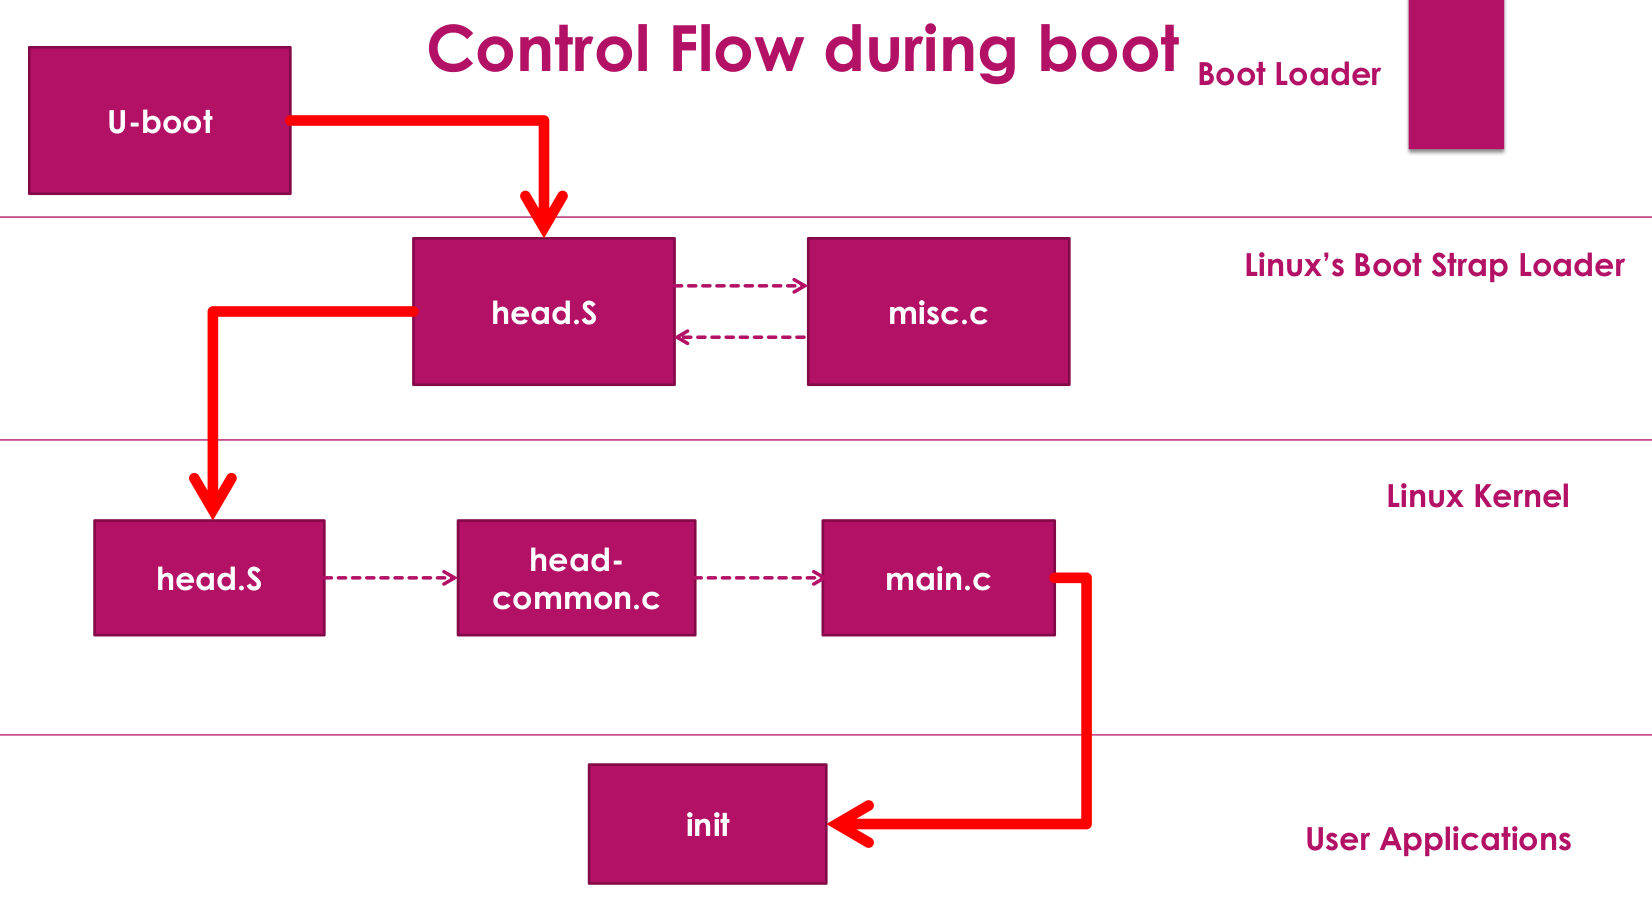 Control Flow during boot
Boot Loader
U-boot
Linux’s Boot Strap Loader
head.S
misc.c
Linux Kernel
head.S
head-
common.c
main.c
init
User Applications